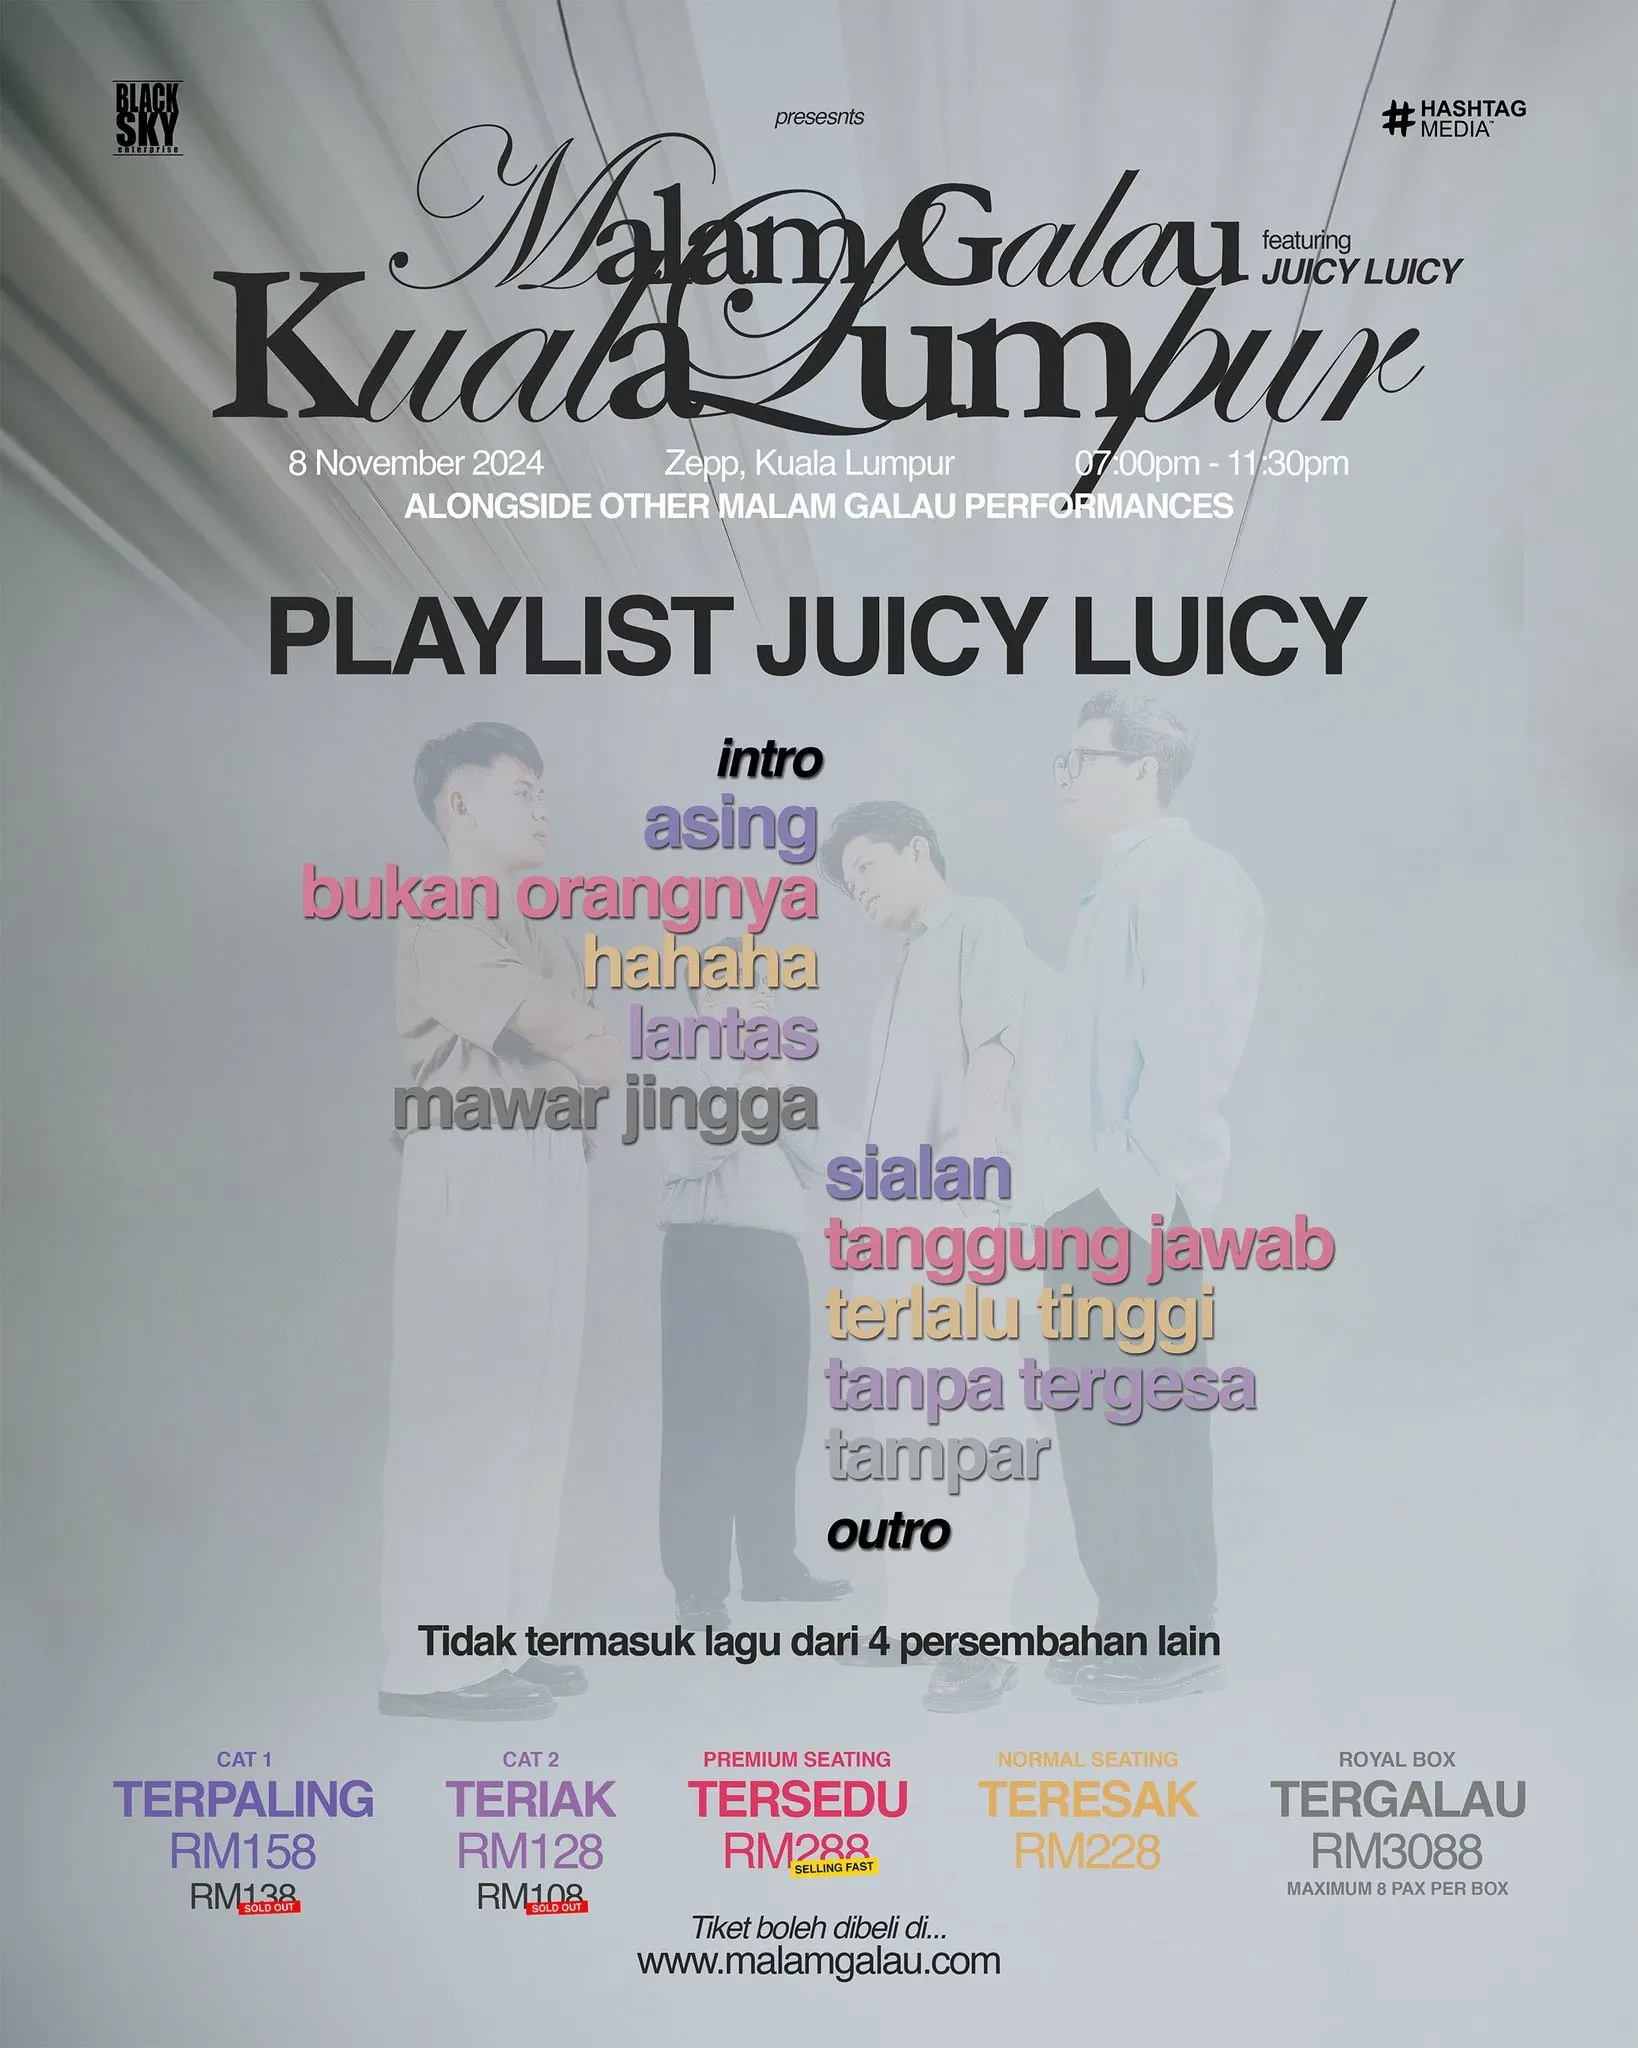 BLACK
SKY
enterprise
presesnts
# HASHTAG
MEDIA™
Malam Galau
featuring
JUICY LUICY
Kuala Lumpur
8 November 2024 Zepp, Kuala Lumpur 07:00pm - 11:30pm
ALONGSIDE OTHER MALAM GALAU PERFORMANCES
PLAYLIST JUICY LUICY
intro
asing
bukan orangnya
hahaha
lantas
mawar jingga
sialan
tanggung jawab
terlalu tinggi
tanpa tergesa
tampar
outro
Tidak termasuk lagu dari 4 persembahan lain
CAT 1
TERPALING
RM158
RM138
SOLD OUT
CAT 2
TERIAK
RM128
RM108
SOLD OUT
PREMIUM SEATING
TERSEDU
RM288
SELLING FAST
NORMAL SEATING
TERESAK
RM228
ROYAL BOX
TERGALAU
RM3088
MAXIMUM 8 PAX PER BOX
Tiket boleh dibeli di...
www.malamgalau.com